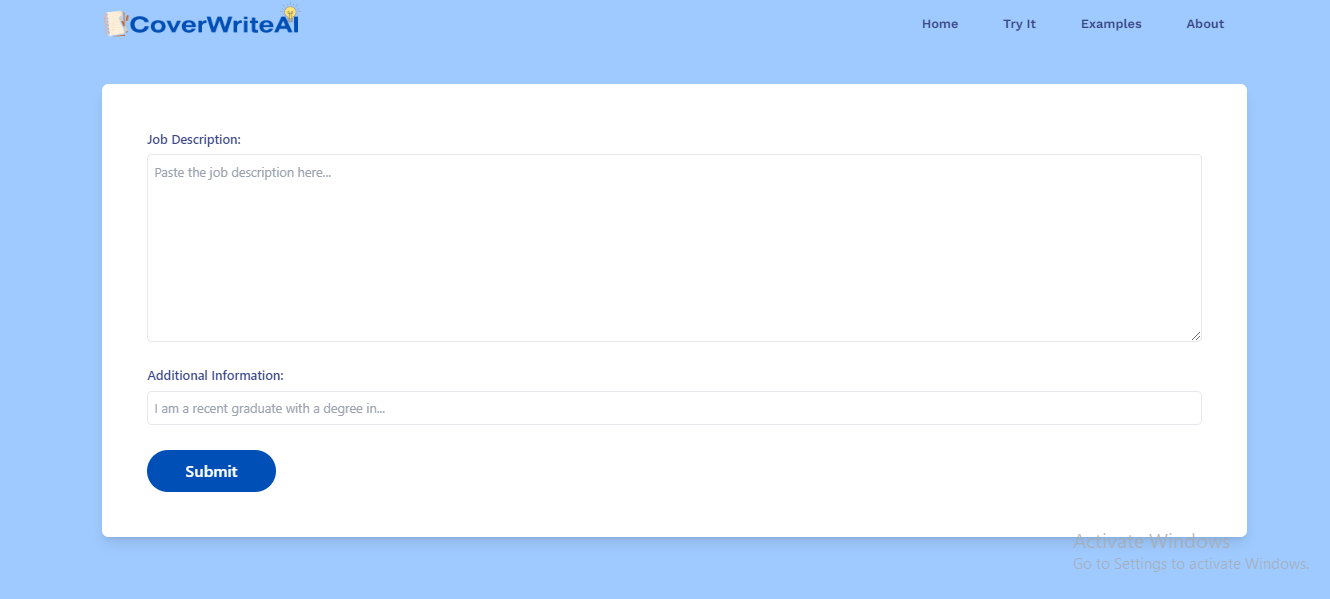 CoverWriteAI
Home Try It Examples About
Job Description:
Paste the job description here...
Additional Information:
I am a recent graduate with a degree in...
Submit
Activate Windows
Go to Settings to activate Windows.